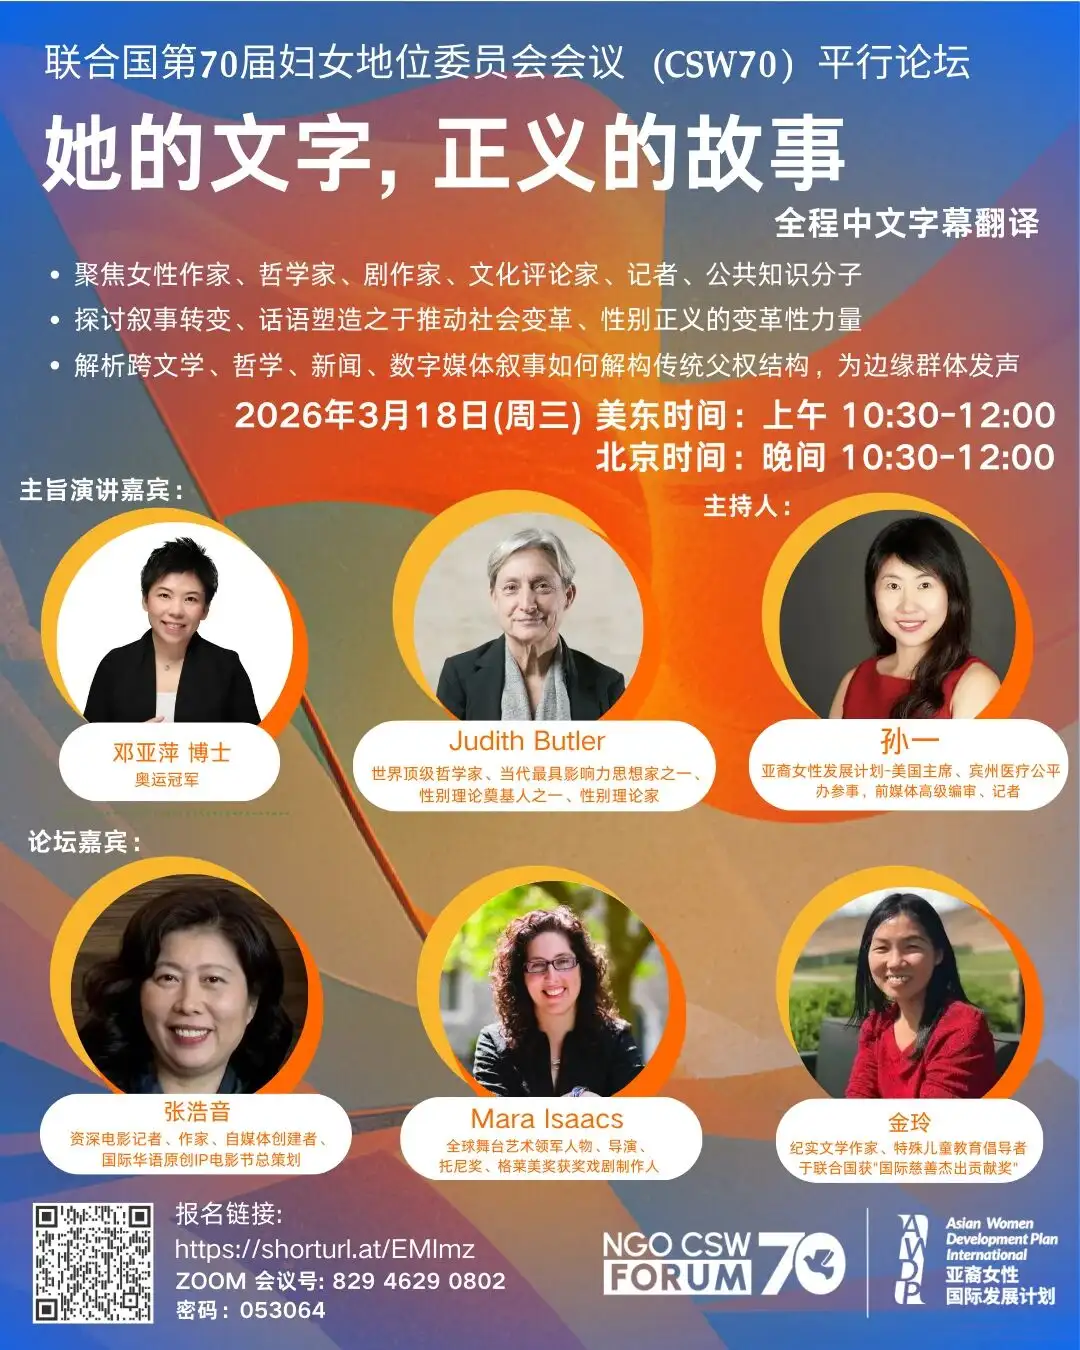 联合国第70届妇女地位委员会会议（CSW70）平行论坛
她的文字，正义的故事
全程中文字幕翻译
• 聚焦女性作家、哲学家、剧作家、文化评论家、记者、公共知识分子
• 探讨叙事转变、话语塑造之于推动社会变革、性别正义的变革性力量
• 解析跨文学、哲学、新闻、数字媒体叙事如何解构传统父权结构，为边缘群体发声
2026年3月18日(周三) 美东时间：上午 10:30-12:00
北京时间：晚间 10:30-12:00
主旨演讲嘉宾：
主持人：
邓亚萍 博士
奥运冠军
Judith Butler
世界顶级哲学家、当代最具影响力思想家之一、
性别理论奠基人之一、性别理论家
孙一
亚裔女性发展计划-美国主席、宾州医疗公平
办参事，前媒体高级编审、记者
论坛嘉宾：
张浩音
资深电影记者、作家、自媒体创建者、
国际华语原创IP电影节总策划
Mara Isaacs
全球舞台艺术领军人物、导演、
托尼奖、格莱美奖获奖戏剧制作人
金玲
纪实文学作家、特殊儿童教育倡导者
于联合国获"国际慈善杰出贡献奖"
报名链接:
https://shorturl.at/EMlmz
ZOOM 会议号: 829 4629 0802
密码：053064
NGO CSW
FORUM 70
AWDP
Asian Women
Development Plan
International
亚裔女性
国际发展计划